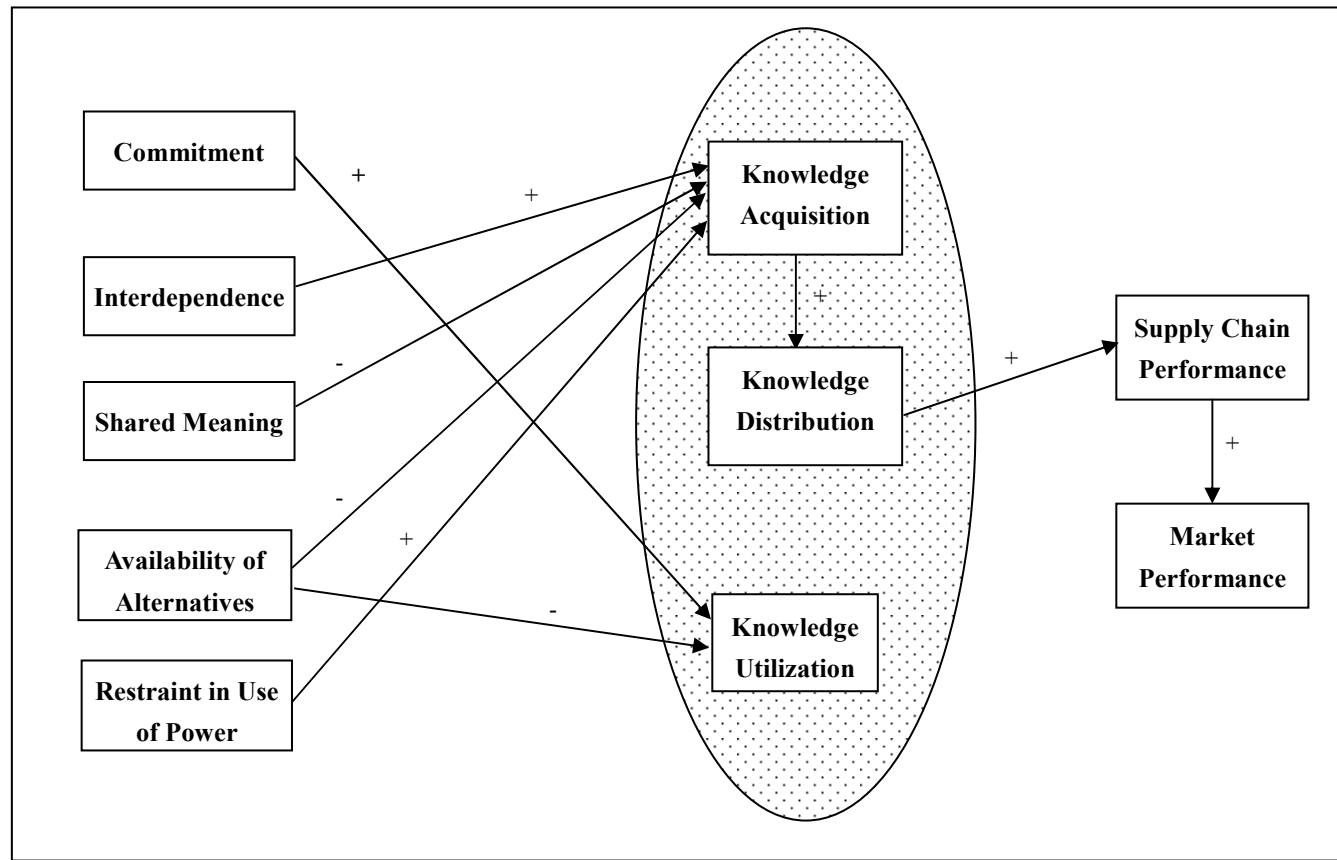 Commitment
Interdependence
Shared Meaning
Availability of
Alternatives
Restraint in Use
of Power
+
+
-
-
+
-
Knowledge
Acquisition
+
Knowledge
Distribution
Knowledge
Utilization
+
Supply Chain
Performance
+
Market
Performance